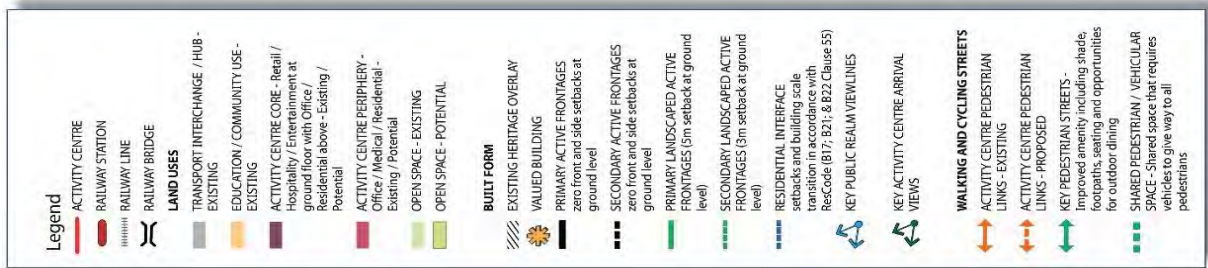 Legend
ACTIVITY CENTRE
RAILWAY STATION
RAILWAY LINE
RAILWAY BRIDGE
LAND USES
TRANSPORT INTERCHANGE / HUB -
EXISTING
EDUCATION / COMMUNITY USE -
EXISTING
ACTIVITY CENTRE CORE - Retail /
Hospitality / Entertainment at
ground floor with Office /
Residential above - Existing /
Potential
ACTIVITY CENTRE PERIPHERY -
Office / Medical / Residential -
Existing / Potential
OPEN SPACE - EXISTING
OPEN SPACE - POTENTIAL
BUILT FORM
EXISTING HERITAGE OVERLAY
VALUED BUILDING
PRIMARY ACTIVE FRONTAGES
zero front and side setbacks at
ground level
SECONDARY ACTIVE FRONTAGES
zero front and side setbacks at
ground level
PRIMARY LANDSCAPED ACTIVE
FRONTAGES (5m setback at ground
level)
SECONDARY LANDSCAPED ACTIVE
FRONTAGES (3m setback at ground
level)
RESIDENTIAL INTERFACE
setbacks and building scale
transition in accordance with
ResCode (B17; B21; & B22 Clause 55)
KEY PUBLIC REALM VIEWLINES
KEY ACTIVITY CENTRE ARRIVAL
VIEWS
WALKING AND CYCLING STREETS
ACTIVITY CENTRE PEDESTRIAN
LINKS - EXISTING
ACTIVITY CENTRE PEDESTRIAN
LINKS - PROPOSED
KEY PEDESTRIAN STREETS -
Improved amenity including shade,
footpaths, seating and opportunities
for outdoor dining
SHARED PEDESTRIAN / VEHICULAR
SPACE - Shared space that requires
vehicles to give way to all
pedestrians